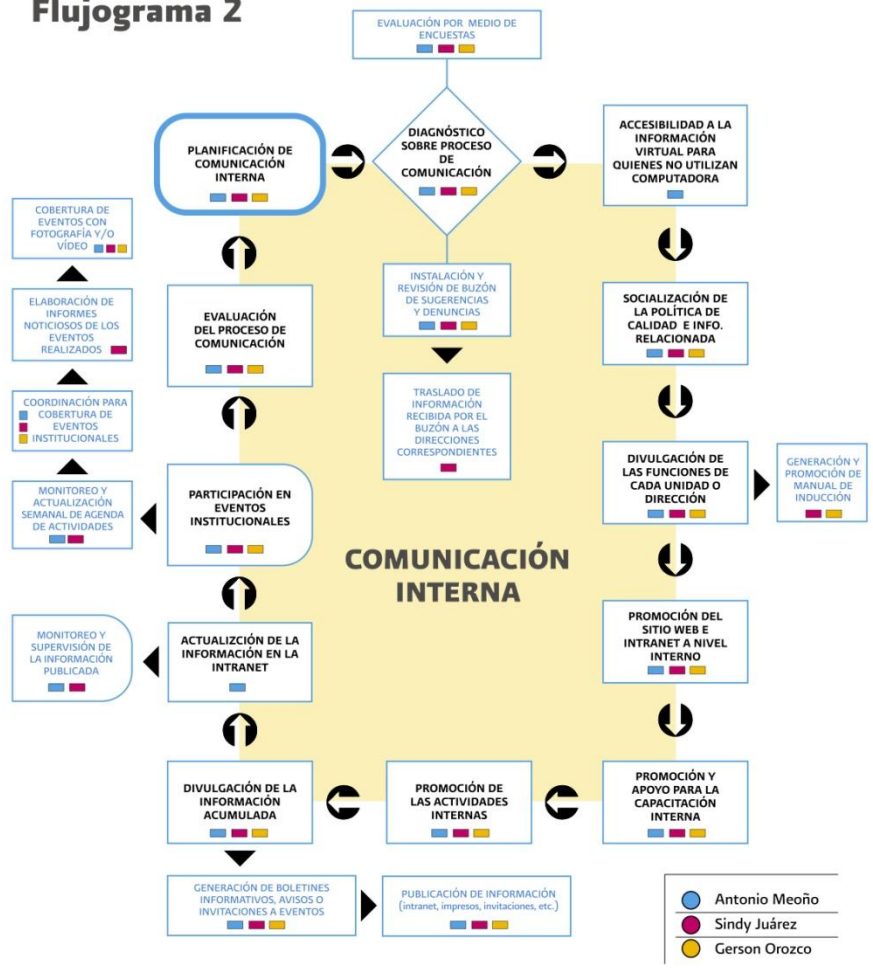 Flujograma 2
EVALUACIÓN POR MEDIO DE
ENCUESTAS
PLANIFICACIÓN DE
COMUNICACIÓN
INTERNA
DIAGNÓSTICO
SOBRE PROCESO
DE
COMUNICACIÓN
ACCESIBILIDAD A LA
INFORMACIÓN
VIRTUAL PARA
QUIENES NO UTILIZAN
COMPUTADORA
COBERTURA DE
EVENTOS CON
FOTOGRAFÍA Y/O
VÍDEO
ELABORACIÓN DE
INFORMES
NOTICIOSOS DE LOS
EVENTOS
REALIZADOS
EVALUACIÓN
DEL PROCESO DE
COMUNICACIÓN
INSTALACIÓN Y
REVISIÓN DE BUZÓN
DE SUGERENCIAS
Y DENUNCIAS
SOCIALIZACIÓN DE
LA POLÍTICA DE
CALIDAD E INFO.
RELACIONADA
COORDINACIÓN PARA
COBERTURA DE
EVENTOS
INSTITUCIONALES
TRASLADO DE
INFORMACIÓN
RECIBIDA POR EL
BUZÓN A LAS
DIRECCIONES
CORRESPONDIENTES
MONITOREO Y
ACTUALIZACIÓN
SEMANAL DE AGENDA
DE ACTIVIDADES
PARTICIPACIÓN EN
EVENTOS
INSTITUCIONALES
DIVULGACIÓN DE
LAS FUNCIONES DE
CADA UNIDAD O
DIRECCIÓN
GENERACIÓN Y
PROMOCIÓN DE
MANUAL DE
INDUCCIÓN
COMUNICACIÓN
INTERNA
MONITOREO Y
SUPERVISIÓN DE
LA INFORMACIÓN
PUBLICADA
ACTUALIZCIÓN DE LA
INFORMACIÓN EN LA
INTRANET
PROMOCIÓN DEL
SITIO WEB E
INTRANET A NIVEL
INTERNO
DIVULGACIÓN DE LA
INFORMACIÓN
ACUMULADA
PROMOCIÓN DE
LAS ACTIVIDADES
INTERNAS
PROMOCIÓN Y
APOYO PARA LA
CAPACITACIÓN
INTERNA
GENERACIÓN DE BOLETINES
INFORMATIVOS, AVISOS O
INVITACIONES A EVENTOS
PUBLICACIÓN DE INFORMACIÓN
(intranet, impresos, invitaciones, etc.)
Antonio Meoño
Sindy Juárez
Gerson Orozco